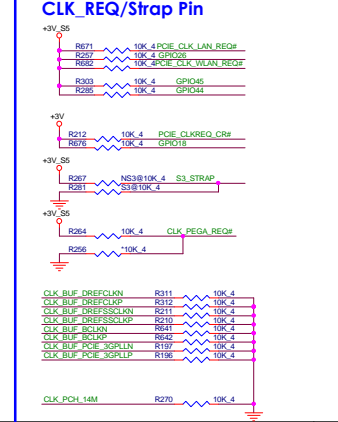 CLK_REQ/Strap Pin
+3V_S5
R671 10K_4 PCIE_CLK_LAN_REQ#
R257 10K_4 GPIO26
R682 10K_4 PCIE_CLK_WLAN_REQ#
R303 10K_4 GPIO45
R285 10K_4 GPIO44
+3V
R212 10K_4 PCIE_CLKREQ_CR#
R676 10K_4 GPIO18
+3V_S5
R267 NS3@10K_4 S3_STRAP
R281 S3@10K_4
+3V_S5
R264 10K_4 CLK_PEGA_REQ#
R256 *10K_4
CLK_BUF_DREFCLKN R311 10K_4
CLK_BUF_DREFCLKP R312 10K_4
CLK_BUF_DREFSSCLKN R211 10K_4
CLK_BUF_DREFSSCLKP R210 10K_4
CLK_BUF_BCLKN R641 10K_4
CLK_BUF_BCLKP R642 10K_4
CLK_BUF_PCIE_3GPLLN R197 10K_4
CLK_BUF_PCIE_3GPLLP R196 10K_4
CLK_PCH_14M R270 10K_4